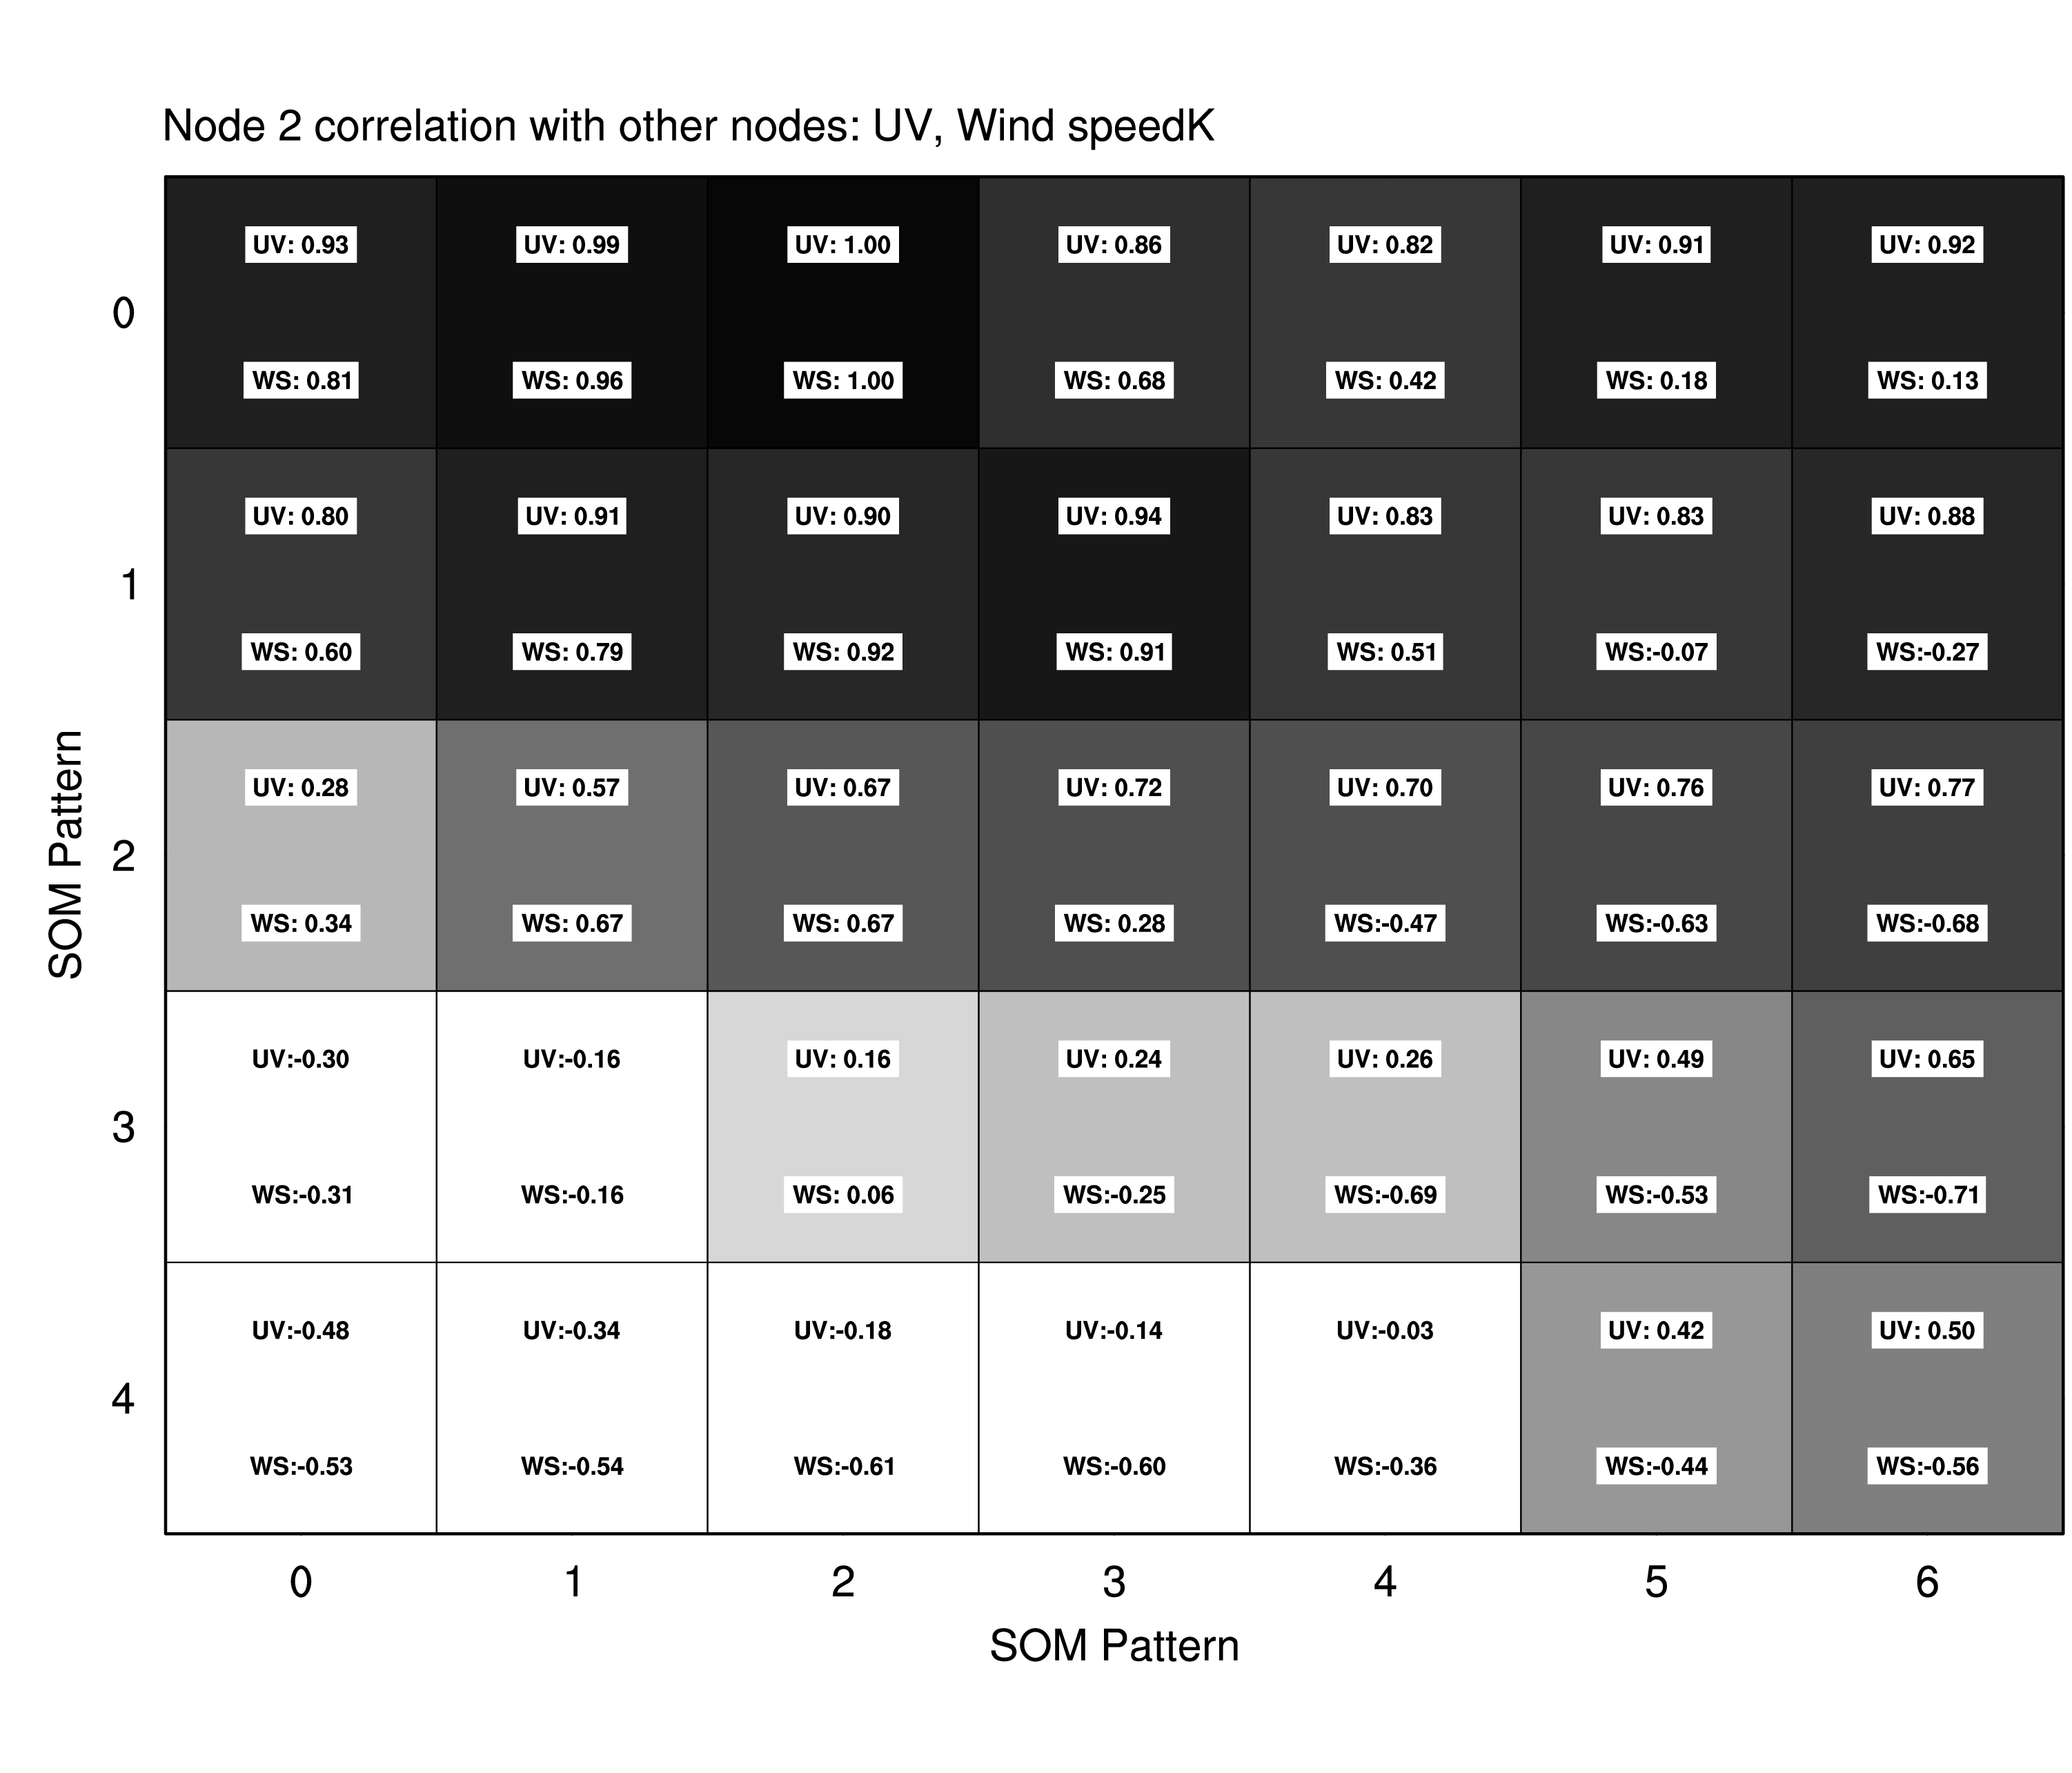 Node 2 correlation with other nodes: UV, Wind speedK
UV: 0.93 UV: 0.99 UV: 1.00 UV: 0.86 UV: 0.82 UV: 0.91 UV: 0.92
0
WS: 0.81 WS: 0.96 WS: 1.00 WS: 0.68 WS: 0.42 WS: 0.18 WS: 0.13
UV: 0.80 UV: 0.91 UV: 0.90 UV: 0.94 UV: 0.83 UV: 0.83 UV: 0.88
1
WS: 0.60 WS: 0.79 WS: 0.92 WS: 0.91 WS: 0.51 WS:-0.07 WS:-0.27
UV: 0.28 UV: 0.57 UV: 0.67 UV: 0.72 UV: 0.70 UV: 0.76 UV: 0.77
2
WS: 0.34 WS: 0.67 WS: 0.67 WS: 0.28 WS:-0.47 WS:-0.63 WS:-0.68
UV:-0.30 UV:-0.16 UV: 0.16 UV: 0.24 UV: 0.26 UV: 0.49 UV: 0.65
3
WS:-0.31 WS:-0.16 WS: 0.06 WS:-0.25 WS:-0.69 WS:-0.53 WS:-0.71
UV:-0.48 UV:-0.34 UV:-0.18 UV:-0.14 UV:-0.03 UV: 0.42 UV: 0.50
4
WS:-0.53 WS:-0.54 WS:-0.61 WS:-0.60 WS:-0.36 WS:-0.44 WS:-0.56
SOM Pattern
0 1 2 3 4 5 6
SOM Pattern